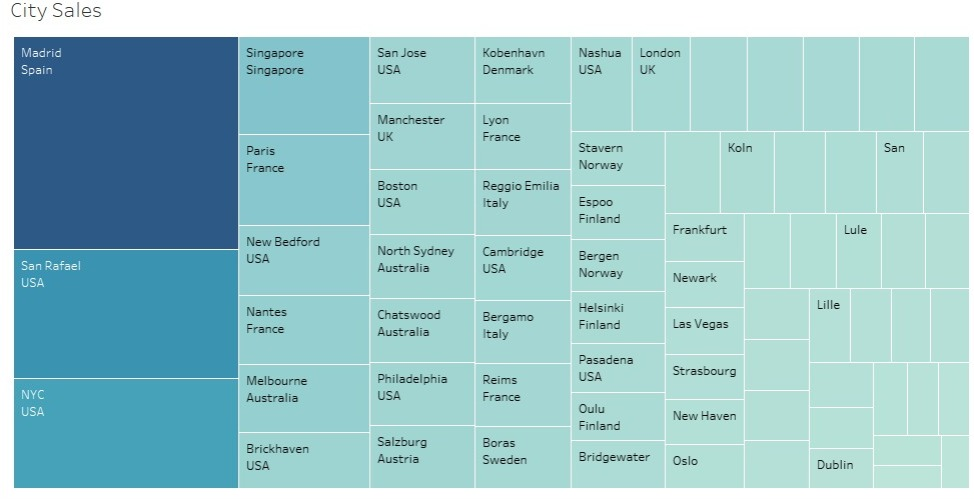 City Sales
Madrid
Spain
San Rafael
USA
NYC
USA
Singapore
Singapore
Paris
France
New Bedford
USA
Nantes
France
Melbourne
Australia
Brickhaven
USA
San Jose
USA
Manchester
UK
Boston
USA
North Sydney
Australia
Chatswood
Australia
Philadelphia
USA
Salzburg
Austria
Kobenhavn
Denmark
Lyon
France
Reggio Emilia
Italy
Cambridge
USA
Bergamo
Italy
Reims
France
Boras
Sweden
Nashua
USA
London
UK
Stavern
Norway
Espoo
Finland
Bergen
Norway
Helsinki
Finland
Pasadena
USA
Oulu
Finland
Bridgewater
Koln
San
Frankfurt
Newark
Las Vegas
Strasbourg
New Haven
Oslo
Lule
Lille
Dublin